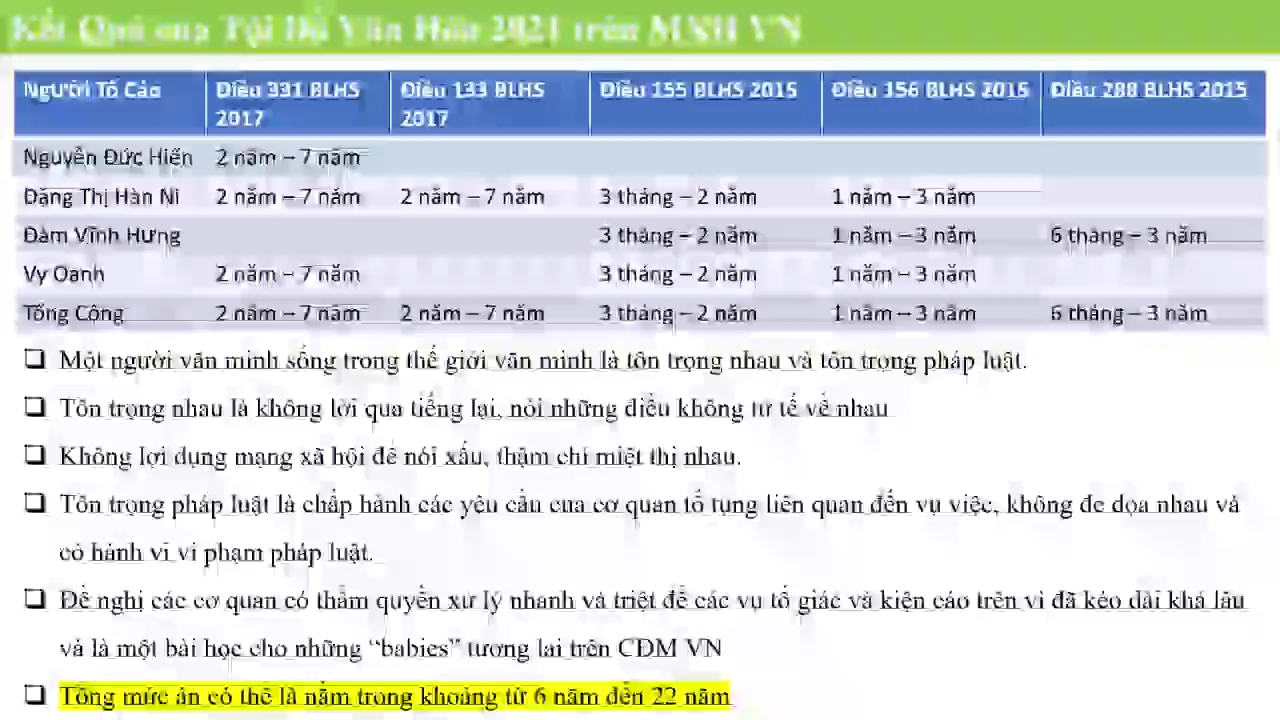 Kết Quả của Tội Đồ Văn Hóa 2021 trên MXH VN
Người Tố Cáo Điều 331 BLHS 2017 Điều 133 BLHS 2017 Điều 155 BLHS 2015 Điều 156 BLHS 2015 Điều 288 BLHS 2015
Nguyễn Đức Hiển 2 năm – 7 năm
Đặng Thị Hàn Ni 2 năm – 7 năm 2 năm – 7 năm 3 tháng – 2 năm 1 năm – 3 năm
Đàm Vĩnh Hưng 3 tháng – 2 năm 1 năm – 3 năm 6 tháng – 3 năm
Vy Oanh 2 năm – 7 năm 3 tháng – 2 năm 1 năm – 3 năm
Tổng Cộng 2 năm – 7 năm 2 năm – 7 năm 3 tháng – 2 năm 1 năm – 3 năm 6 tháng – 3 năm
❑ Một người văn minh sống trong thế giới văn minh là tôn trọng nhau và tôn trọng pháp luật.
❑ Tôn trọng nhau là không lời qua tiếng lại, nói những điều không tử tế về nhau
❑ Không lợi dụng mạng xã hội để nói xấu, thậm chí miệt thị nhau.
❑ Tôn trọng pháp luật là chấp hành các yêu cầu của cơ quan tố tụng liên quan đến vụ việc, không đe dọa nhau và
có hành vi vi phạm pháp luật.
❑ Đề nghị các cơ quan có thẩm quyền xử lý nhanh và triệt để các vụ tố giác và kiện cáo trên vì đã kéo dài khá lâu
và là một bài học cho những “babies” tương lai trên CĐM VN
❑ Tổng mức án có thể là nằm trong khoảng từ 6 năm đến 22 năm